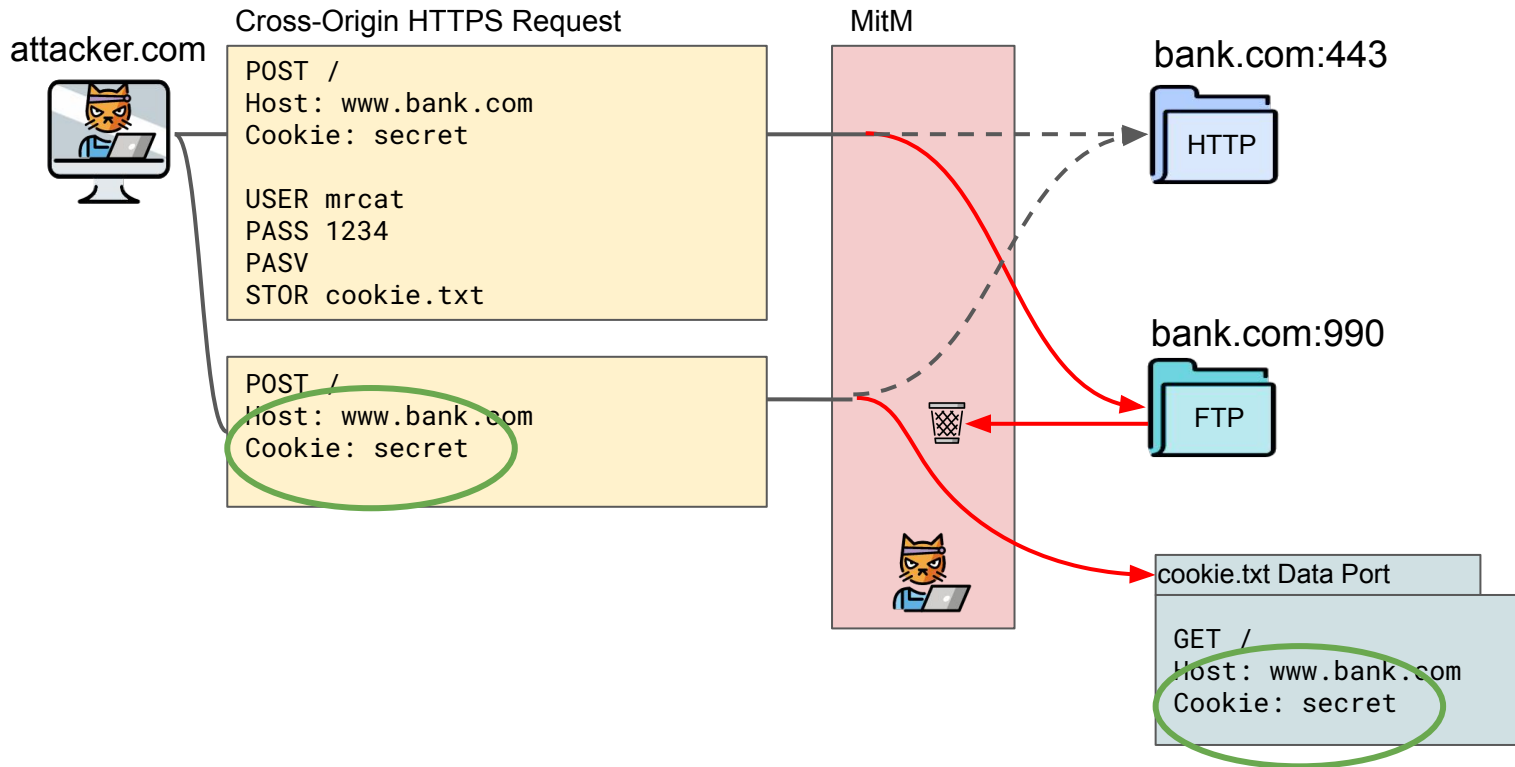 Cross-Origin HTTPS Request
MitM
attacker.com
bank.com:443
POST /
Host: www.bank.com
Cookie: secret
USER mrcat
PASS 1234
PASV
STOR cookie.txt
HTTP
bank.com:990
FTP
POST /
Host: www.bank.com
Cookie: secret
cookie.txt Data Port
GET /
Host: www.bank.com
Cookie: secret